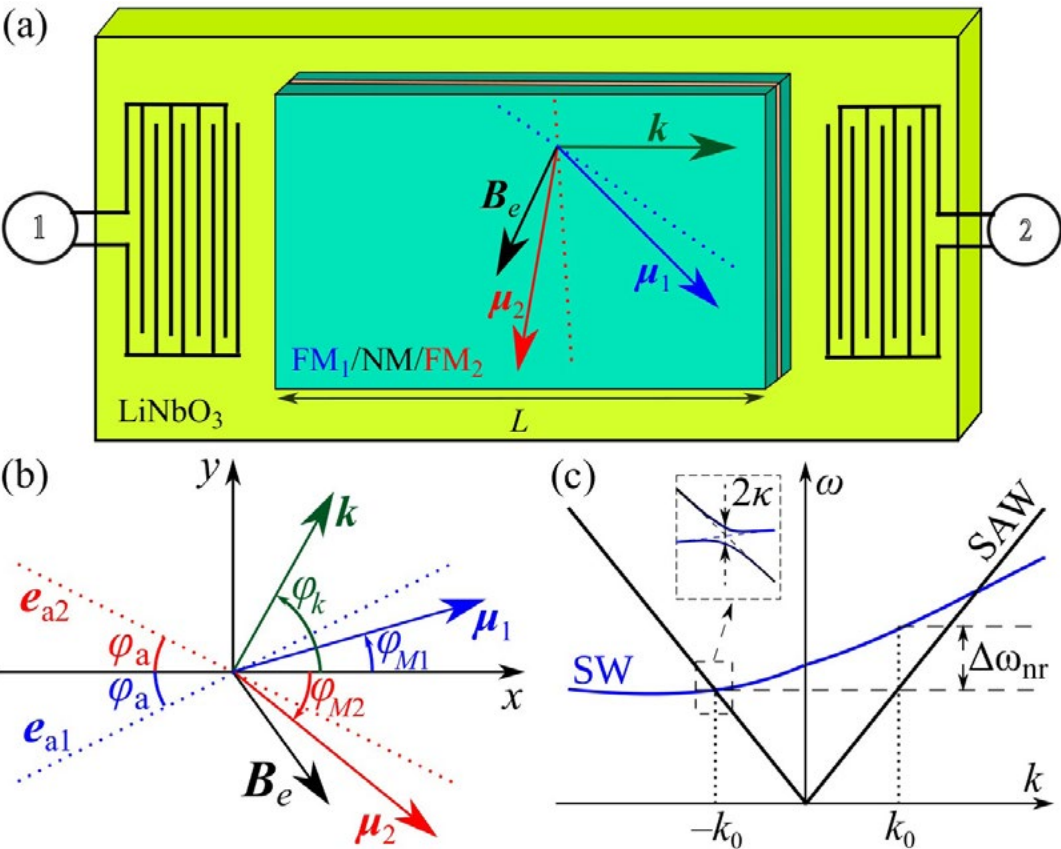 (a)
k
B_e
1
2
μ_1
μ_2
FM_1/NM/FM_2
LiNbO_3
L
(b)
y
k
e_a2
φ_k
μ_1
φ_a
φ_M1
φ_a
φ_M2
x
e_a1
B_e
μ_2
(c)
2κ
ω
SAW
SW
Δω_nr
k
−k_0
k_0